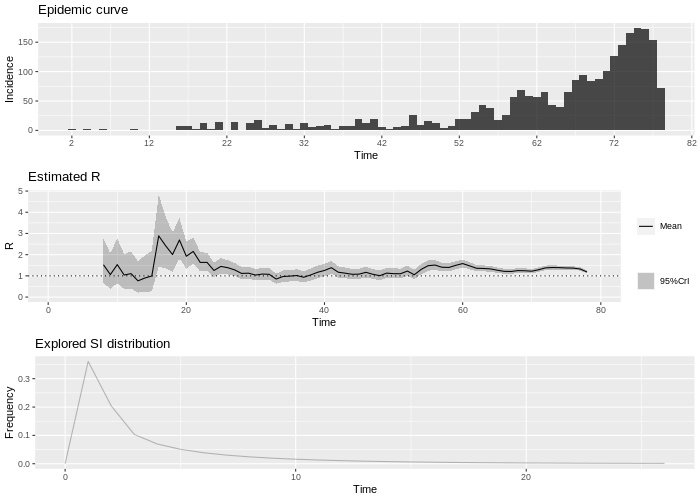 Epidemic curve
Incidence
150
100
50
0
2 12 22 32 42 52 62 72 82
Time
Estimated R
R
5
4
3
2
1
0
0 20 40 60 80
Time
Mean
95%CrI
Explored SI distribution
Frequency
0.3
0.2
0.1
0.0
0 10 20
Time